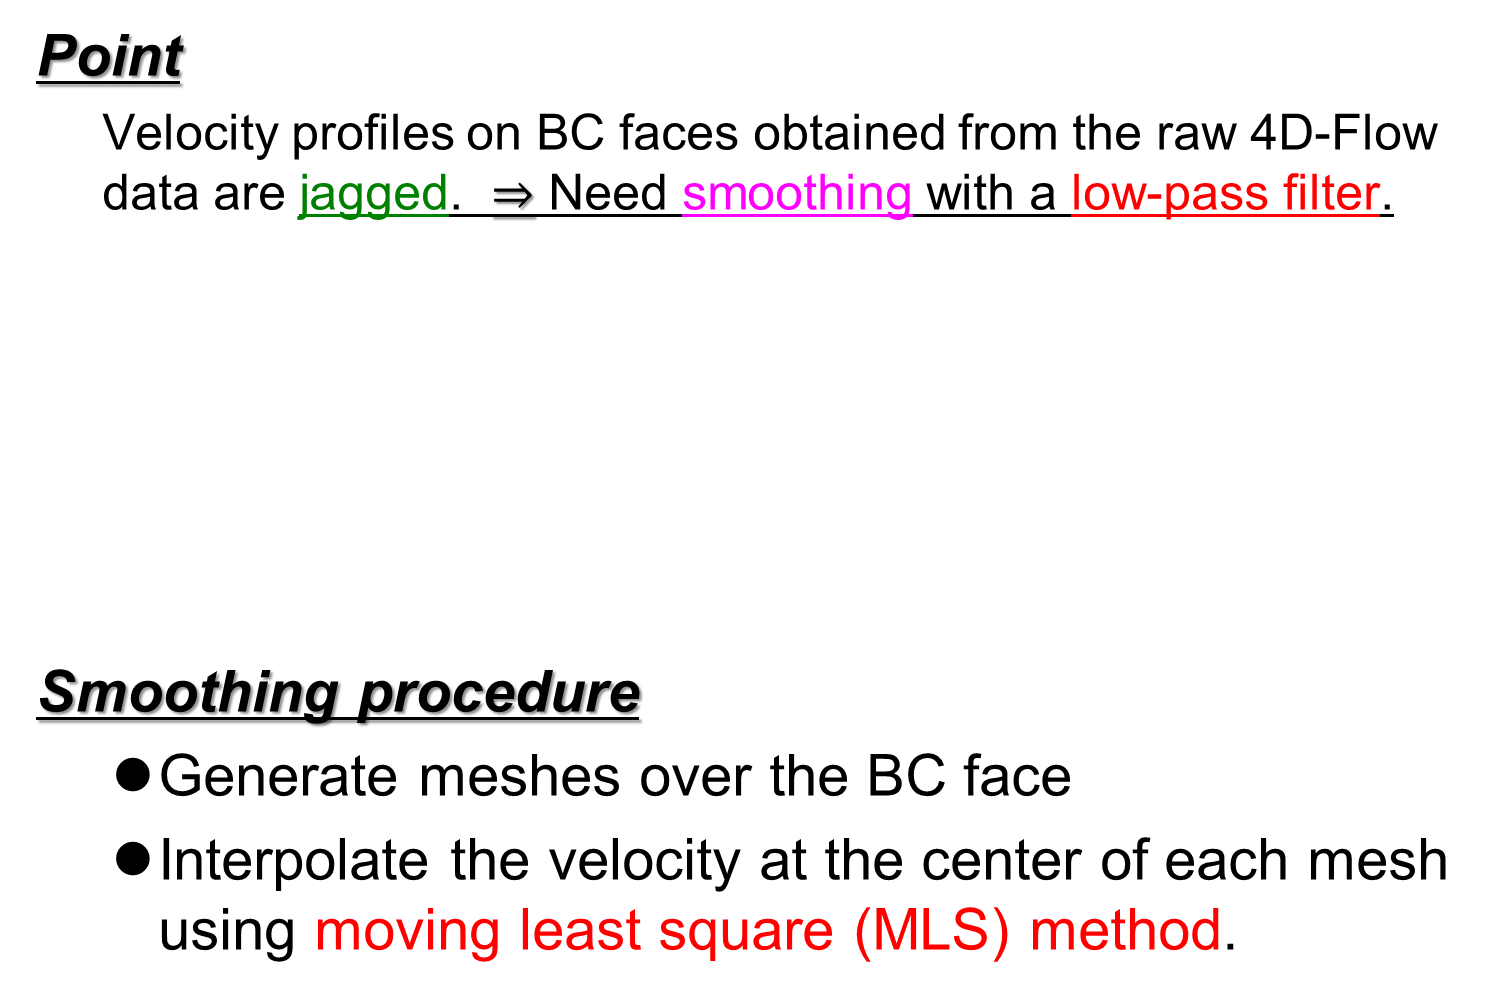 Point
Velocity profiles on BC faces obtained from the raw 4D-Flow
data are jagged. ⇒ Need smoothing with a low-pass filter.
Smoothing procedure
●Generate meshes over the BC face
●Interpolate the velocity at the center of each mesh
using moving least square (MLS) method.